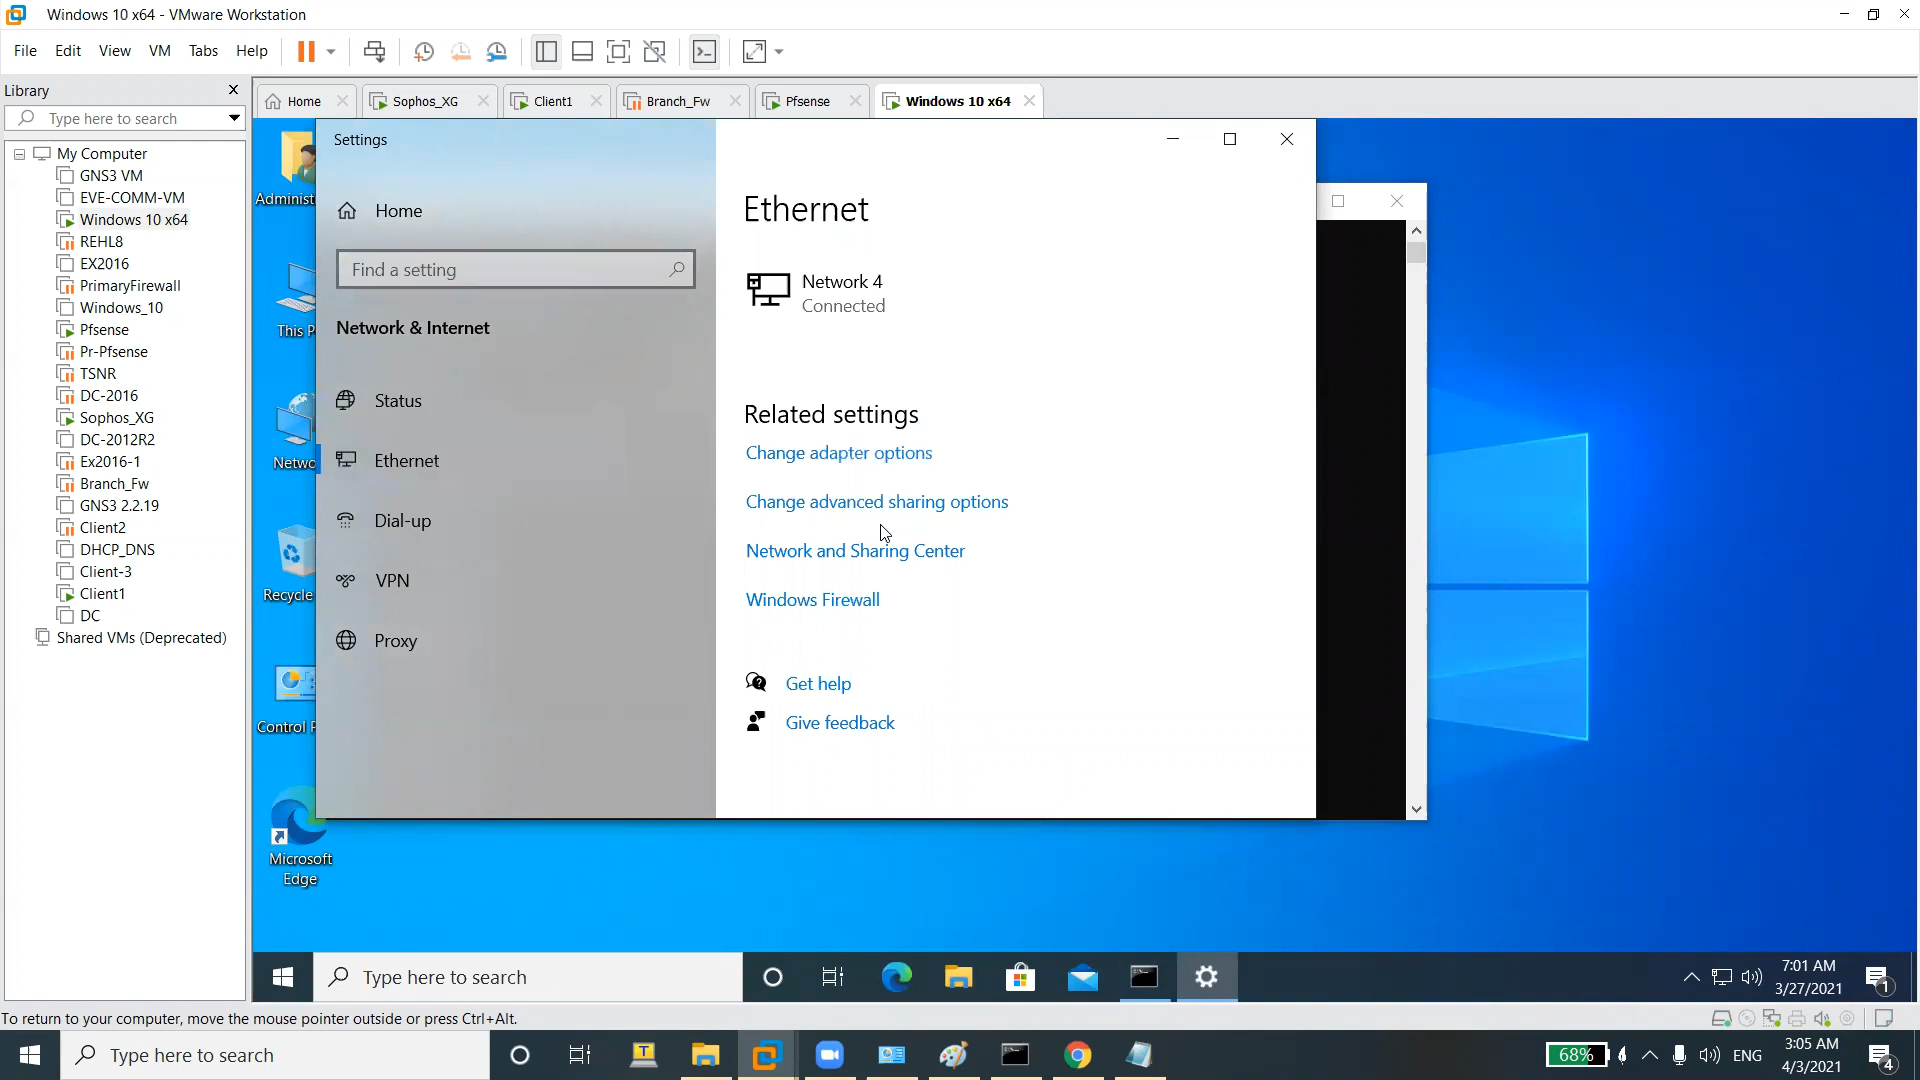 Windows 10 x64 - VMware Workstation
File Edit View VM Tabs Help
Library
Type here to search
Home Sophos_XG Client1 Branch_Fw Pfsense Windows 10 x64
My Computer
GNS3 VM
EVE-COMM-VM
Windows 10 x64
REHL8
EX2016
PrimaryFirewall
Windows_10
Pfsense
Pr-Pfsense
TSNR
DC-2016
Sophos_XG
DC-2012R2
Ex2016-1
Branch_Fw
GNS3 2.2.19
Client2
DHCP_DNS
Client-3
Client1
DC
Shared VMs (Deprecated)
Administ
This P
Netwo
Recycle
Control P
Microsoft
Edge
Settings
Home
Find a setting
Network & Internet
Status
Ethernet
Dial-up
VPN
Proxy
Ethernet
Network 4
Connected
Related settings
Change adapter options
Change advanced sharing options
Network and Sharing Center
Windows Firewall
Get help
Give feedback
Type here to search
7:01 AM
3/27/2021
1
To return to your computer, move the mouse pointer outside or press Ctrl+Alt.
Type here to search
T
68%
ENG
3:05 AM
4/3/2021
4